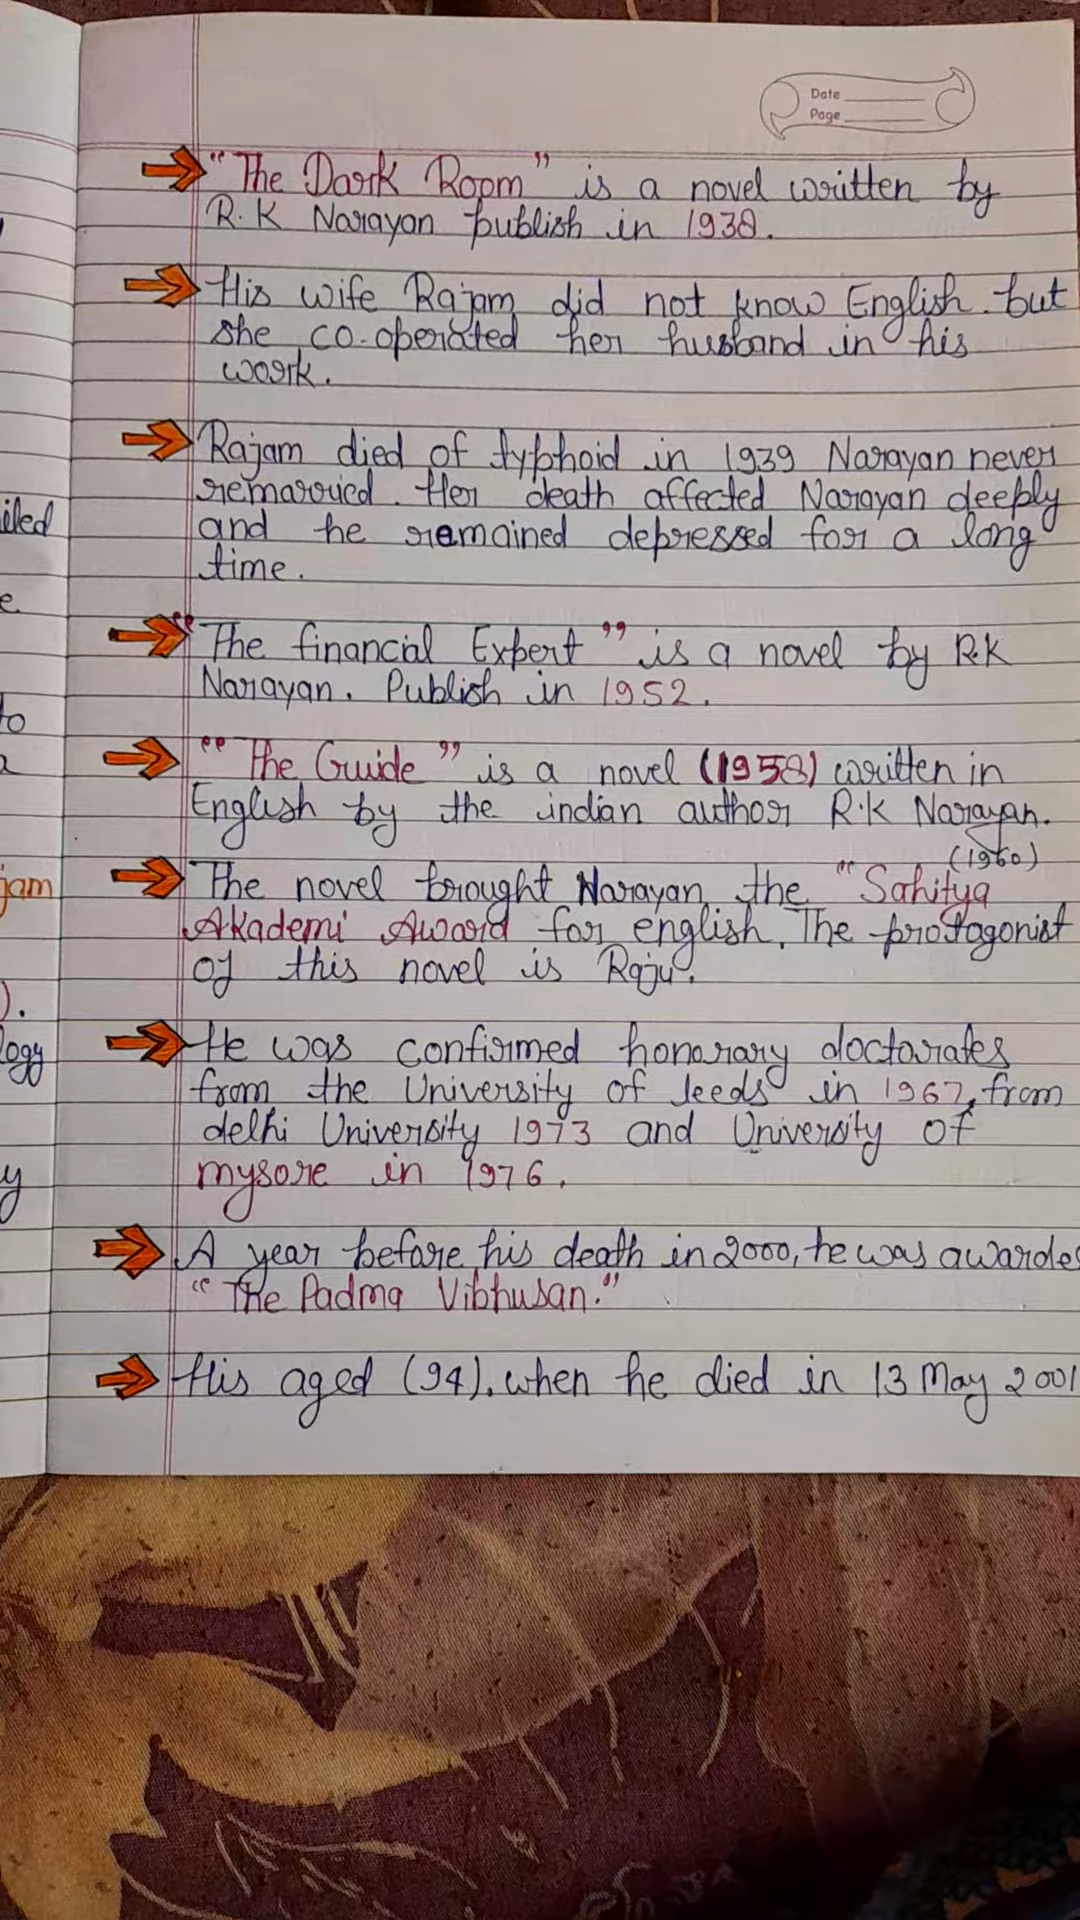 Date
Page
"The Dark Room" is a novel written by
R.K Narayan publish in 1938.
His wife Rajam did not know English. but
she co-operated her husband in his
work.
Rajam died of typhoid in 1939 Narayan never
remarried. Her death affected Narayan deeply
and he remained depressed for a long
time.
"The financial Expert" is a novel by R.K
Narayan. Publish in 1952.
"The Guide" is a novel (1958) written in
English by the indian author R.K Narayan.
(1960)
The novel brought Narayan the "Sahitya
Akademi Award for english. The protagonist
of this novel is Raju.
He was confirmed honorary doctorates
from the University of leeds in 1967, from
delhi University 1973 and University of
mysore in 1976.
A year before his death in 2000, he was awarde
"The Padma Vibhusan."
His aged (94). when he died in 13 May 2001
iled
e
to
a
jam
).
logy
y